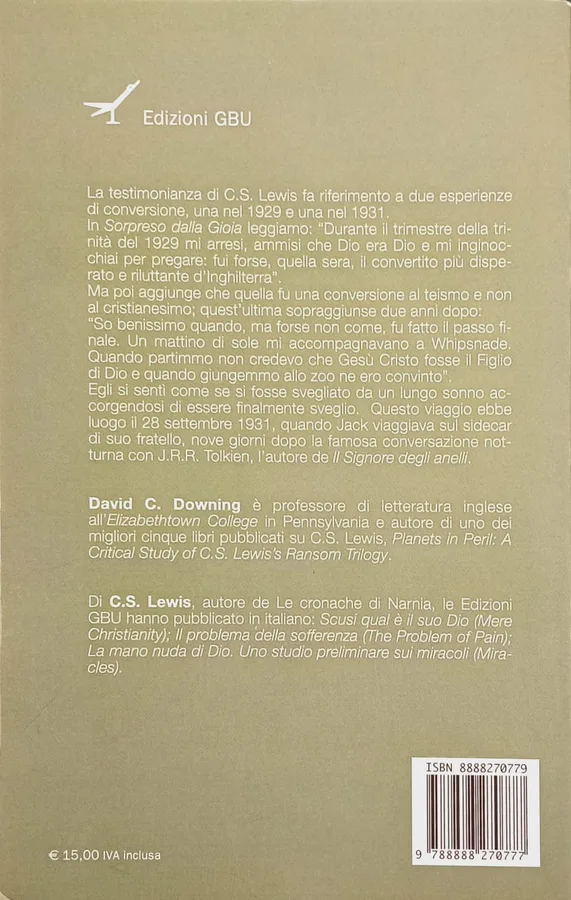 Edizioni GBU
La testimonianza di C.S. Lewis fa riferimento a due esperienze
di conversione, una nel 1929 e una nel 1931.
In Sorpreso dalla Gioia leggiamo: "Durante il trimestre della tri-
nità del 1929 mi arresi, ammisi che Dio era Dio e mi inginoc-
chiai per pregare: fui forse, quella sera, il convertito più dispe-
rato e riluttante d'Inghilterra".
Ma poi aggiunge che quella fu una conversione al teismo e non
al cristianesimo; quest'ultima sopraggiunse due anni dopo:
"So benissimo quando, ma forse non come, fu fatto il passo fi-
nale. Un mattino di sole mi accompagnavano a Whipsnade.
Quando partimmo non credevo che Gesù Cristo fosse il Figlio
di Dio e quando giungemmo allo zoo ne ero convinto".
Egli si sentì come se si fosse svegliato da un lungo sonno ac-
corgendosi di essere finalmente sveglio. Questo viaggio ebbe
luogo il 28 settembre 1931, quando Jack viaggiava sul sidecar
di suo fratello, nove giorni dopo la famosa conversazione not-
turna con J.R.R. Tolkien, l'autore de Il Signore degli anelli.
David C. Downing è professore di letteratura inglese
all'Elizabethtown College in Pennsylvania e autore di uno dei
migliori cinque libri pubblicati su C.S. Lewis, Planets in Peril: A
Critical Study of C.S. Lewis's Ransom Trilogy.
Di C.S. Lewis, autore de Le cronache di Narnia, le Edizioni
GBU hanno pubblicato in italiano: Scusi qual è il suo Dio (Mere
Christianity); Il problema della sofferenza (The Problem of Pain);
La mano nuda di Dio. Uno studio preliminare sui miracoli (Mira-
cles).
ISBN 8888270779
9 788888 270777
€ 15,00 IVA inclusa